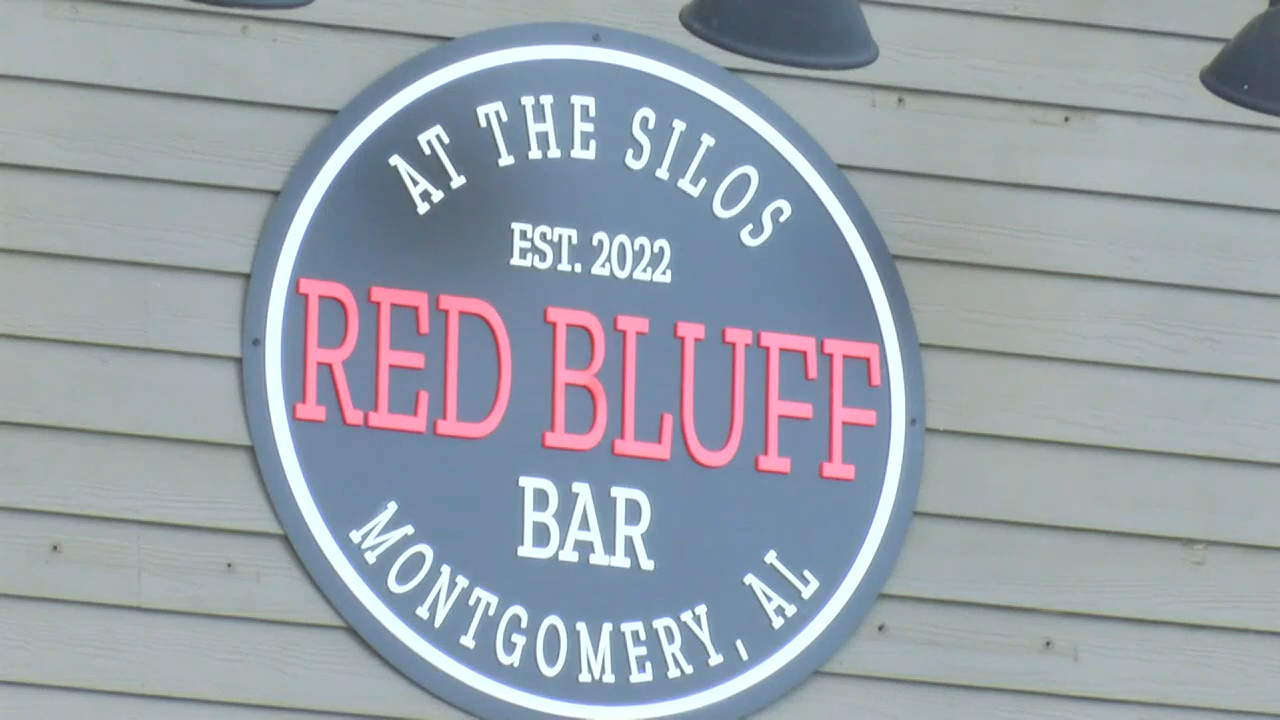 AT THE SILOS
EST. 2022
RED BLUFF
BAR
MONTGOMERY, AL